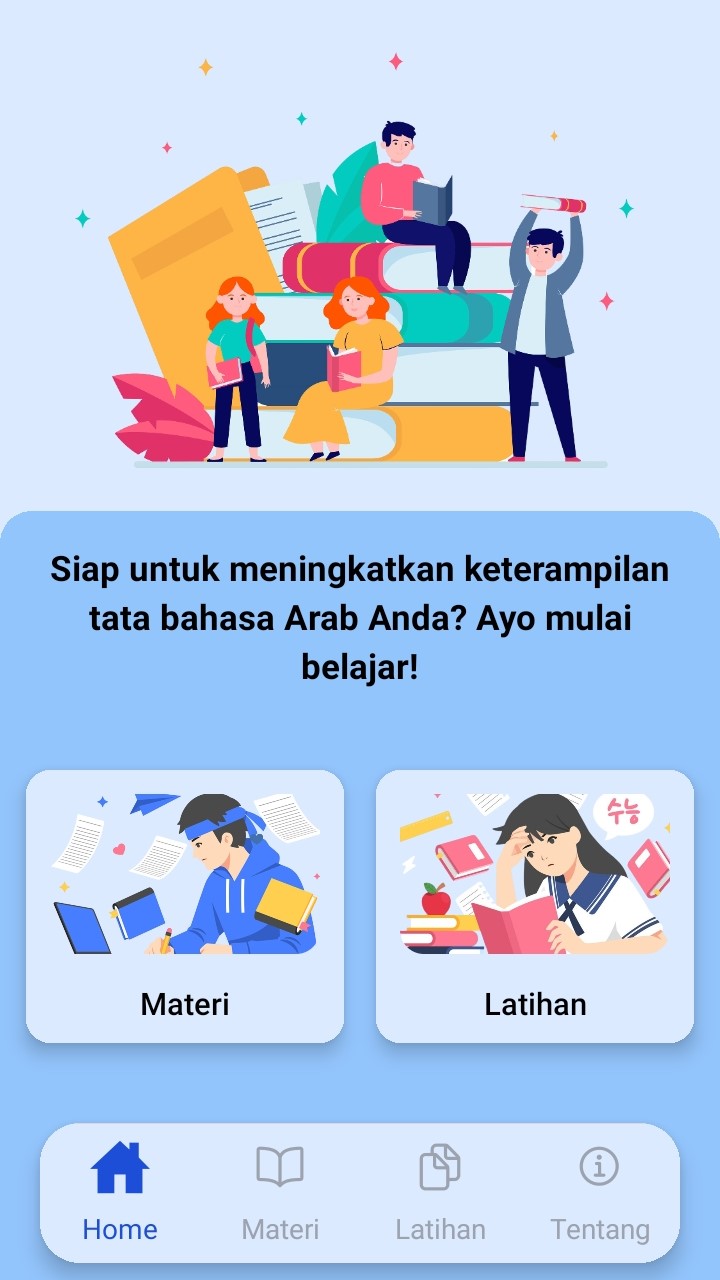 Siap untuk meningkatkan keterampilan
tata bahasa Arab Anda? Ayo mulai
belajar!
수능
Materi
Latihan
Home
Materi
Latihan
Tentang